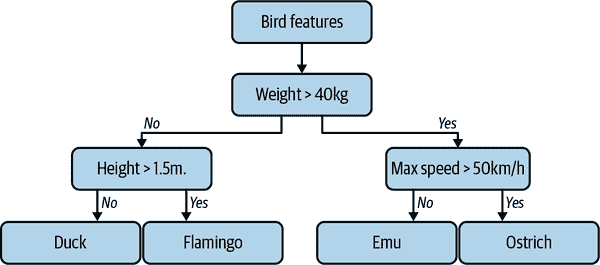 Bird features
Weight > 40kg
No
Yes
Height > 1.5m.
Max speed > 50km/h
No
Yes
No
Yes
Duck
Flamingo
Emu
Ostrich